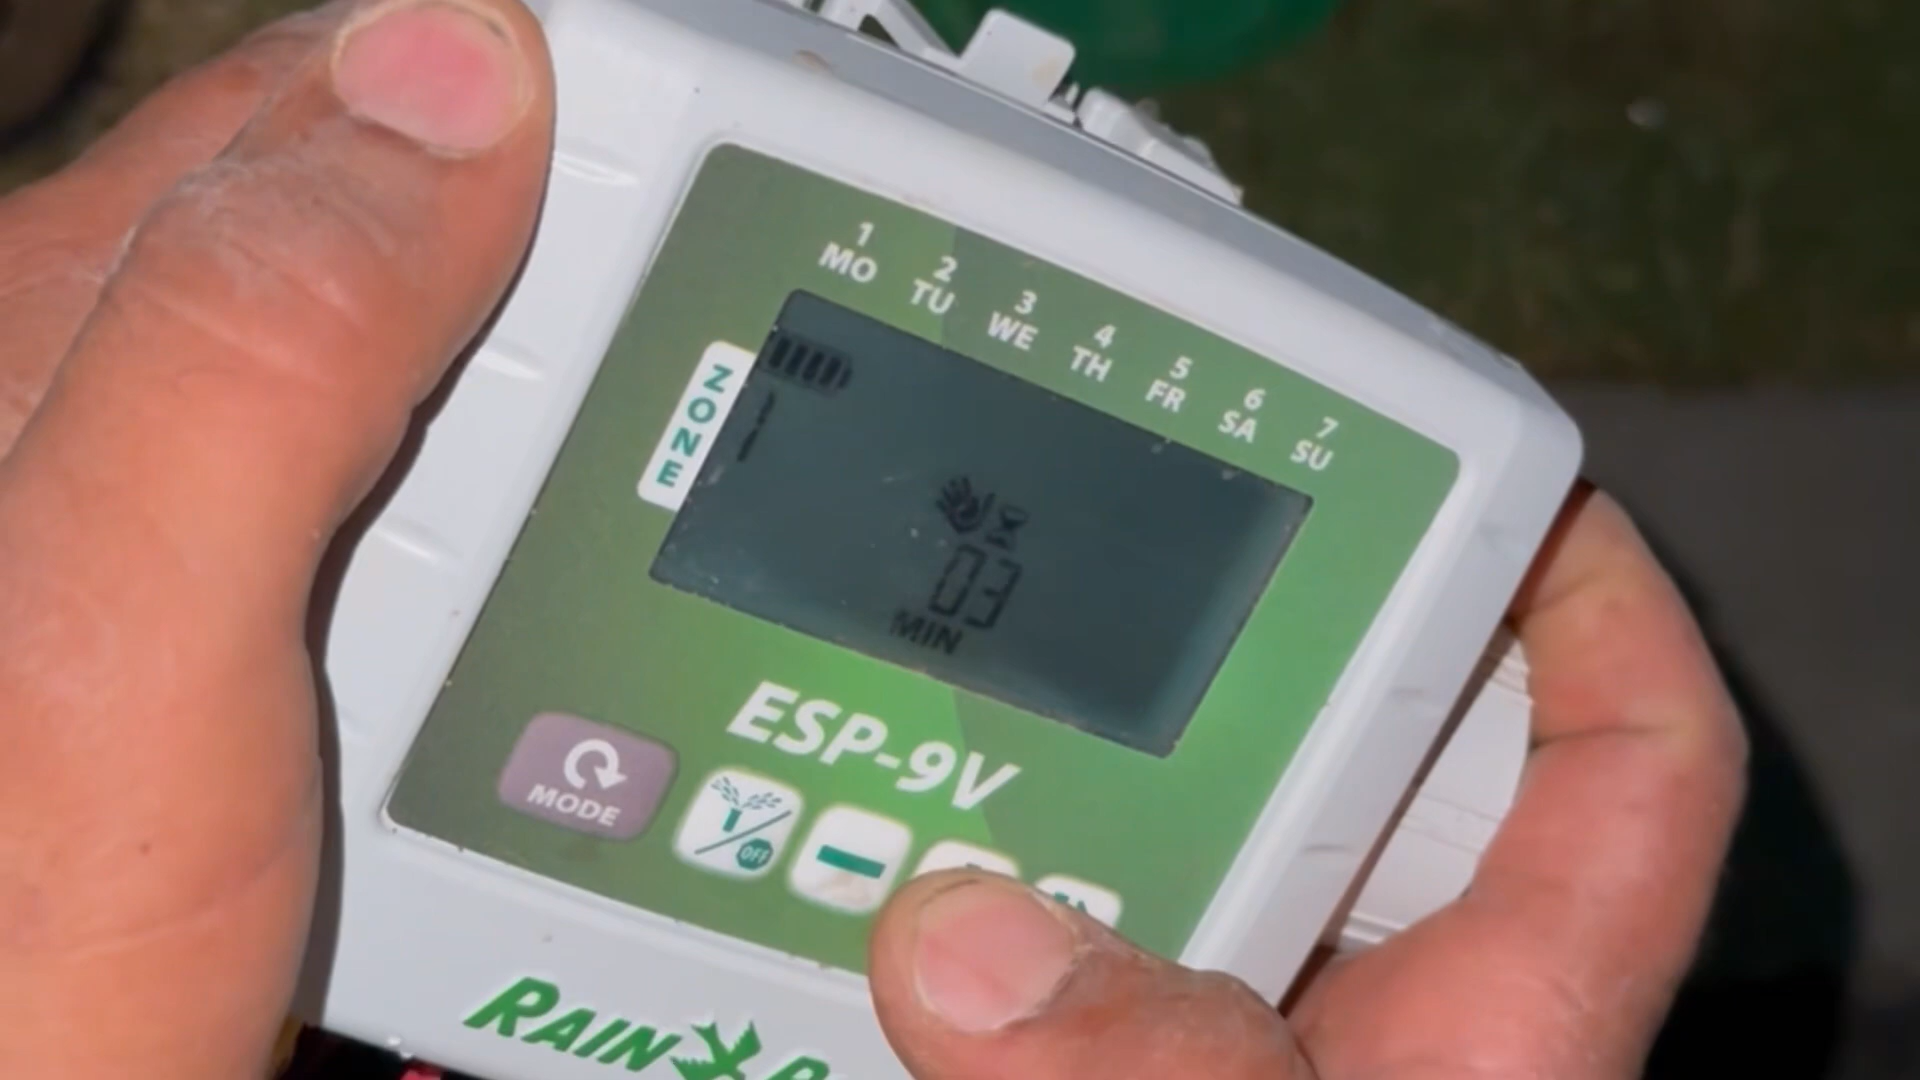 1 2 3 4 5 6 7
MO TU WE TH FR SA SU
ZONE
1
03
MIN
ESP-9V
MODE
OFF
RAIN